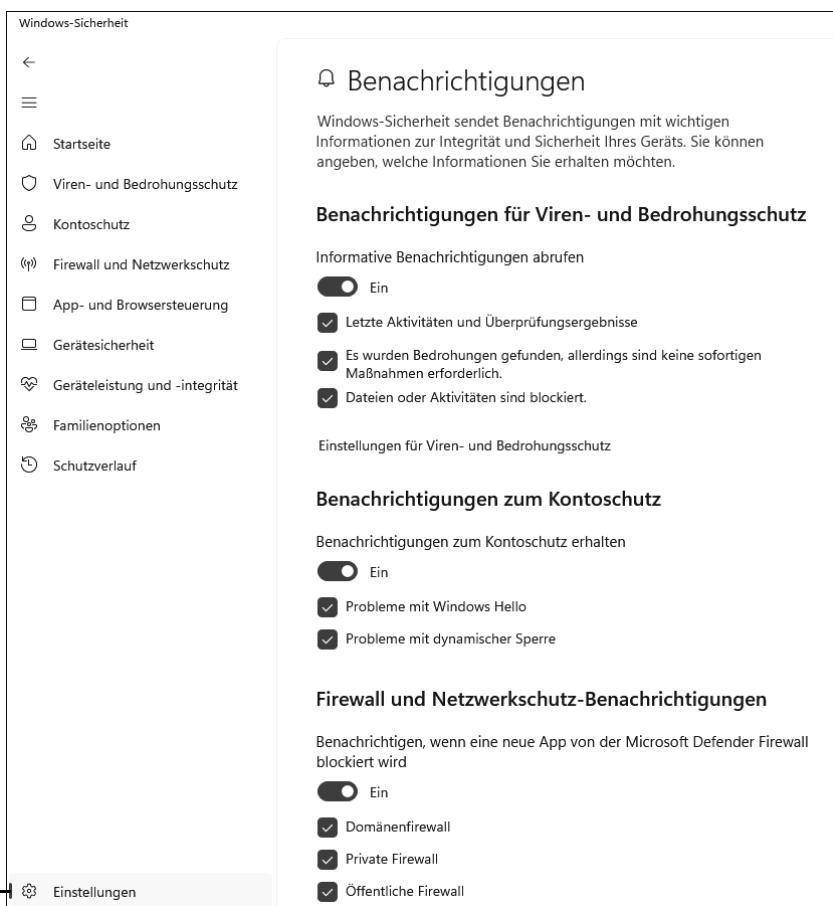 Windows-Sicherheit
Startseite
Viren- und Bedrohungsschutz
Kontoschutz
Firewall und Netzwerkschutz
App- und Browsersteuerung
Gerätesicherheit
Geräteleistung und -integrität
Familienoptionen
Schutzverlauf
Einstellungen
Benachrichtigungen
Windows-Sicherheit sendet Benachrichtigungen mit wichtigen
Informationen zur Integrität und Sicherheit Ihres Geräts. Sie können
angeben, welche Informationen Sie erhalten möchten.
Benachrichtigungen für Viren- und Bedrohungsschutz
Informative Benachrichtigungen abrufen
Ein
Letzte Aktivitäten und Überprüfungsergebnisse
Es wurden Bedrohungen gefunden, allerdings sind keine sofortigen
Maßnahmen erforderlich.
Dateien oder Aktivitäten sind blockiert.
Einstellungen für Viren- und Bedrohungsschutz
Benachrichtigungen zum Kontoschutz
Benachrichtigungen zum Kontoschutz erhalten
Ein
Probleme mit Windows Hello
Probleme mit dynamischer Sperre
Firewall und Netzwerkschutz-Benachrichtigungen
Benachrichtigen, wenn eine neue App von der Microsoft Defender Firewall
blockiert wird
Ein
Domänenfirewall
Private Firewall
Öffentliche Firewall